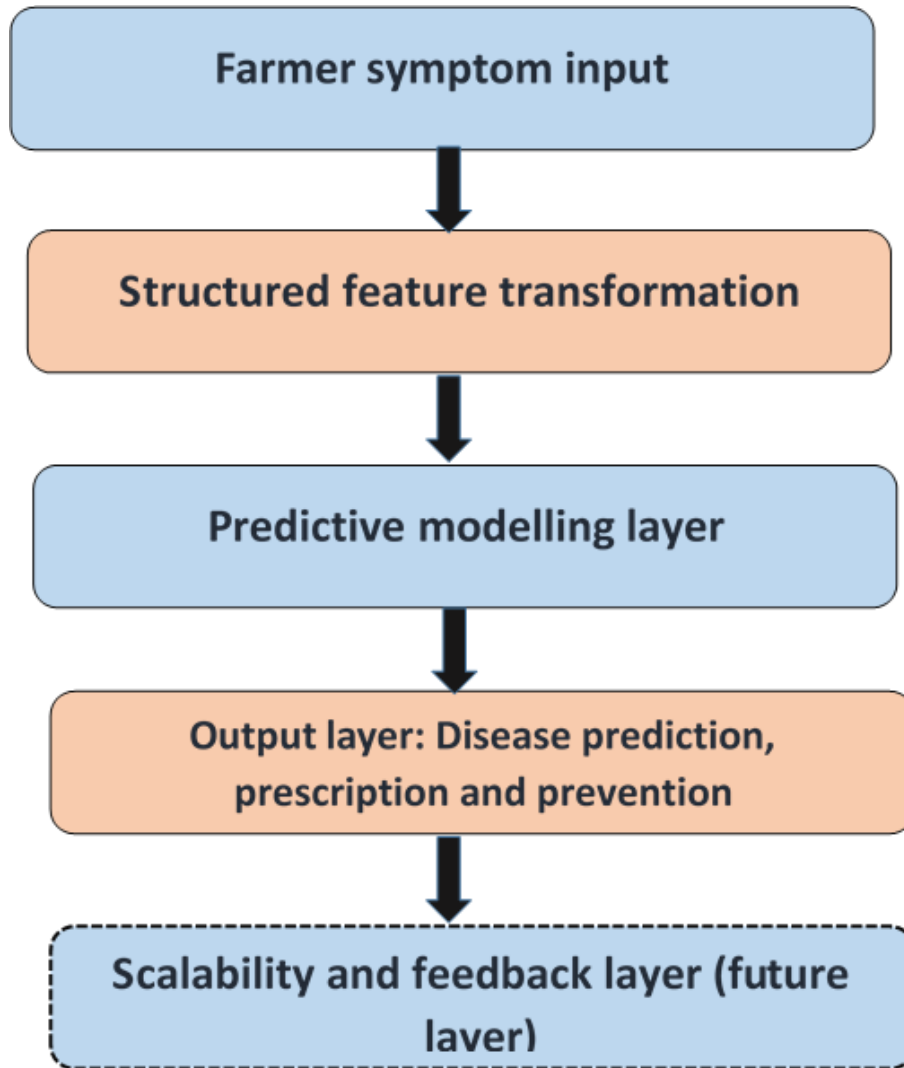 Farmer symptom input
Structured feature transformation
Predictive modelling layer
Output layer: Disease prediction,
prescription and prevention
Scalability and feedback layer (future
layer)